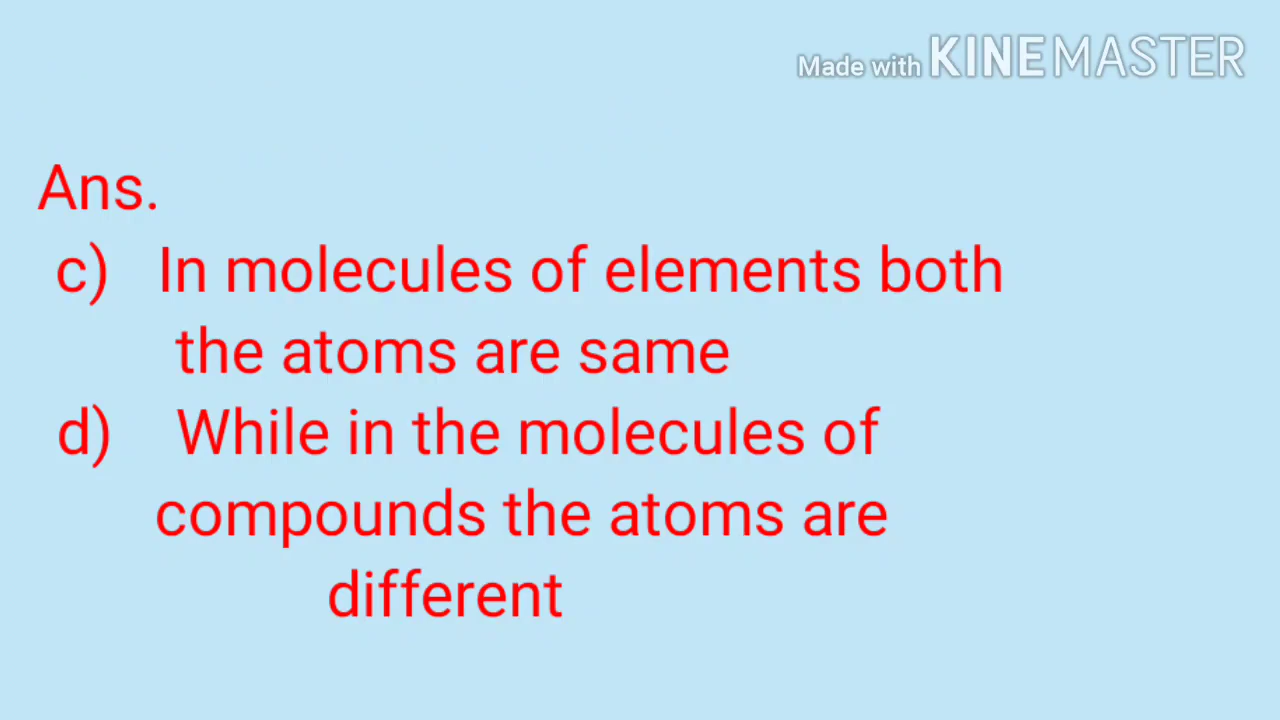 Made with KINEMASTER
Ans.
c) In molecules of elements both
the atoms are same
d) While in the molecules of
compounds the atoms are
different